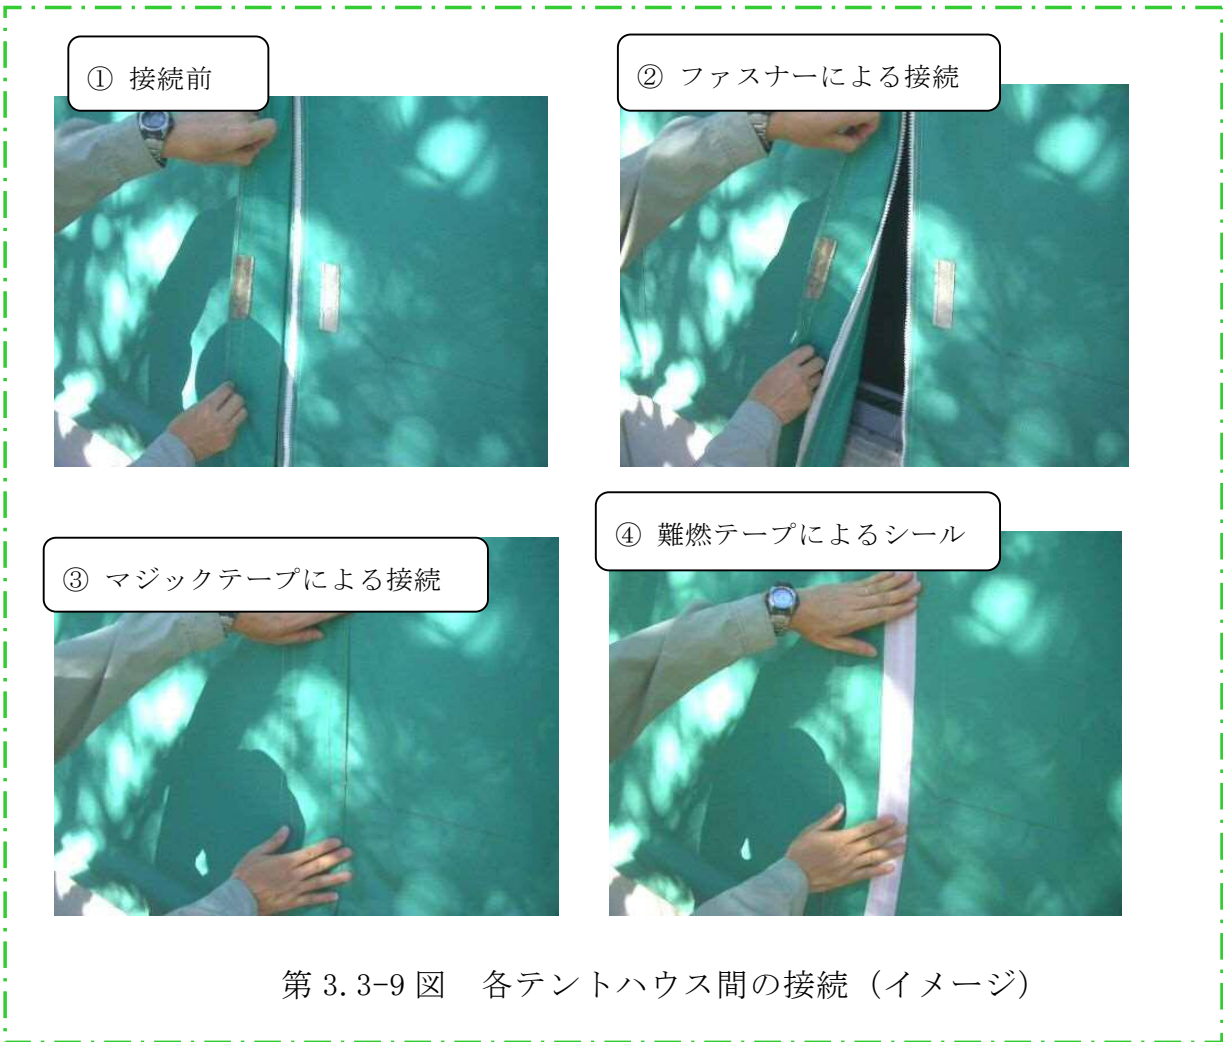 ① 接続前
② ファスナーによる接続
③ マジックテープによる接続
④ 難燃テープによるシール
第 3.3-9 図　各テントハウス間の接続（イメージ）